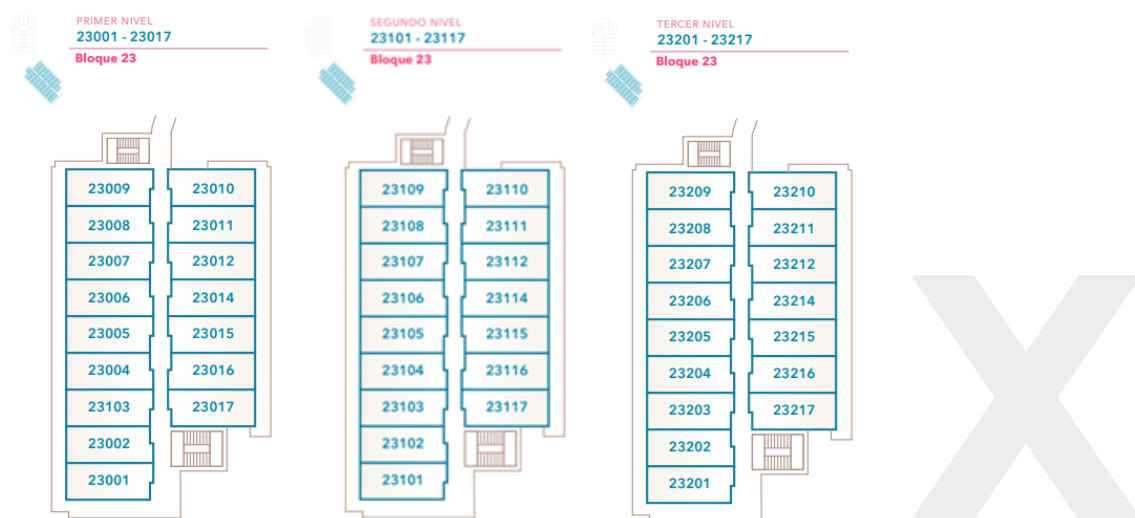 PRIMER NIVEL
23001 - 23017
Bloque 23
23009 23010
23008 23011
23007 23012
23006 23014
23005 23015
23004 23016
23103 23017
23002
23001
SEGUNDO NIVEL
23101 - 23117
Bloque 23
23109 23110
23108 23111
23107 23112
23106 23114
23105 23115
23104 23116
23103 23117
23102
23101
TERCER NIVEL
23201 - 23217
Bloque 23
23209 23210
23208 23211
23207 23212
23206 23214
23205 23215
23204 23216
23203 23217
23202
23201
X